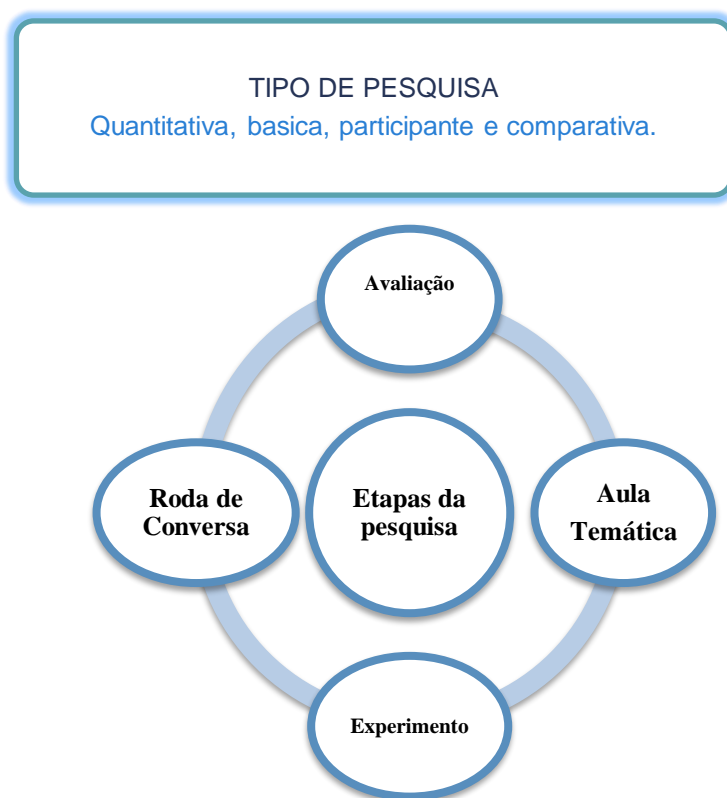 TIPO DE PESQUISA
Quantitativa, basica, participante e comparativa.
Avaliação
Roda de
Conversa
Etapas da
pesquisa
Aula
Temática
Experimento